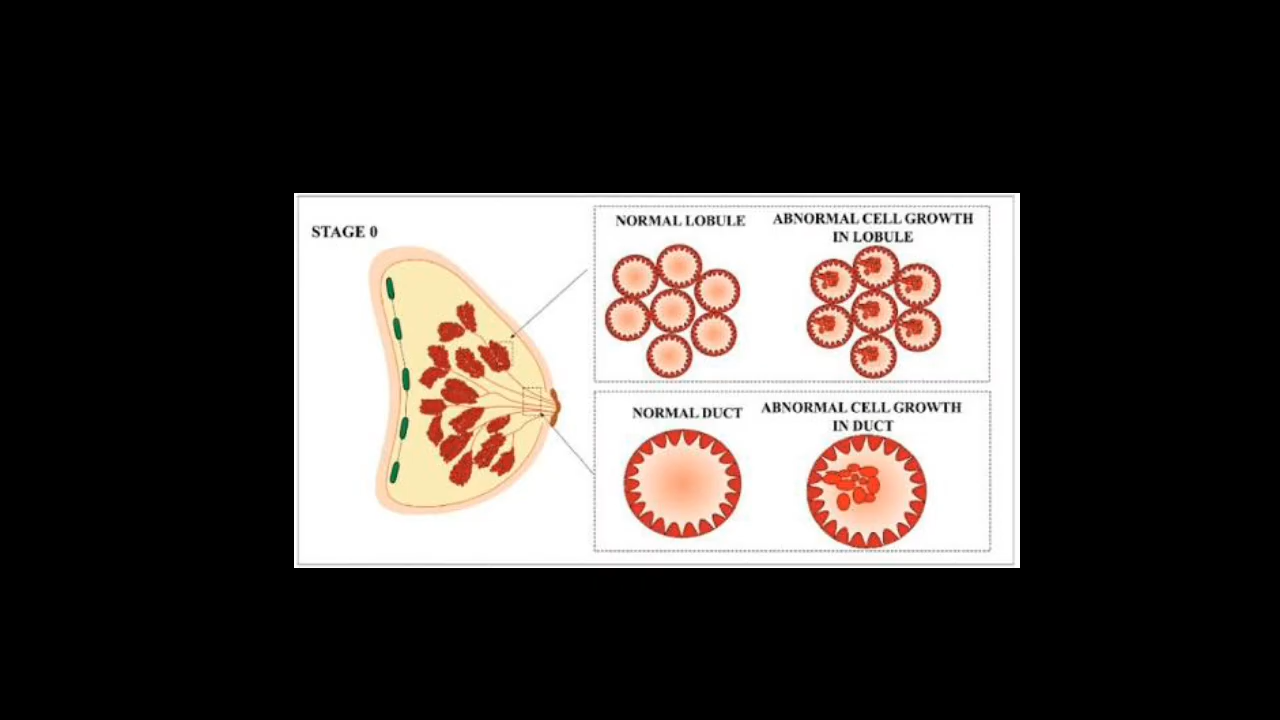 STAGE 0
NORMAL LOBULE
ABNORMAL CELL GROWTH
IN LOBULE
NORMAL DUCT
ABNORMAL CELL GROWTH
IN DUCT